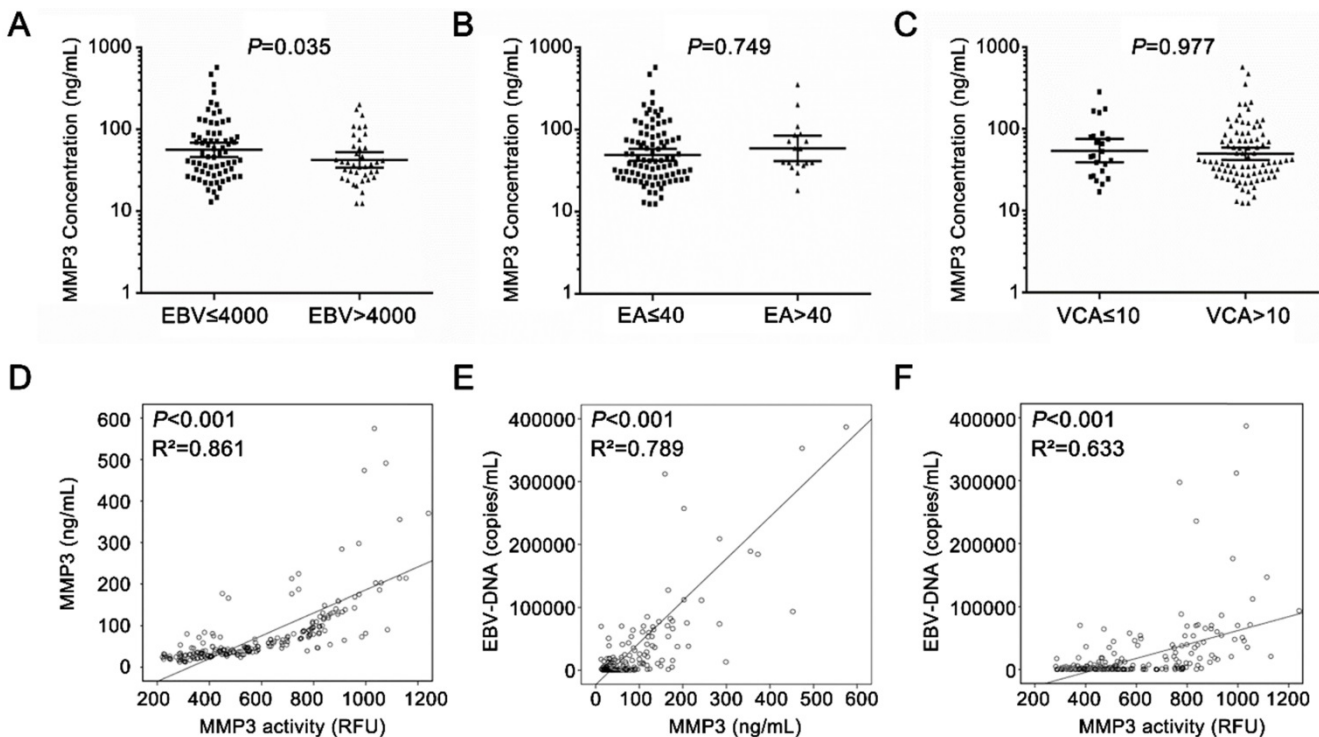 A
P=0.035
MMP3 Concentration (ng/mL)
1000
100
10
1
EBV≤4000
EBV>4000
B
P=0.749
MMP3 Concentration (ng/mL)
1000
100
10
1
EA≤40
EA>40
C
P=0.977
MMP3 Concentration (ng/mL)
1000
100
10
1
VCA≤10
VCA>10
D
P<0.001
R²=0.861
MMP3 (ng/mL)
600
500
400
300
200
100
0
200 400 600 800 1000 1200
MMP3 activity (RFU)
E
P<0.001
R²=0.789
EBV-DNA (copies/mL)
400000
300000
200000
100000
0
0 100 200 300 400 500 600
MMP3 (ng/mL)
F
P<0.001
R²=0.633
EBV-DNA (copies/mL)
400000
300000
200000
100000
0
200 400 600 800 1000 1200
MMP3 activity (RFU)